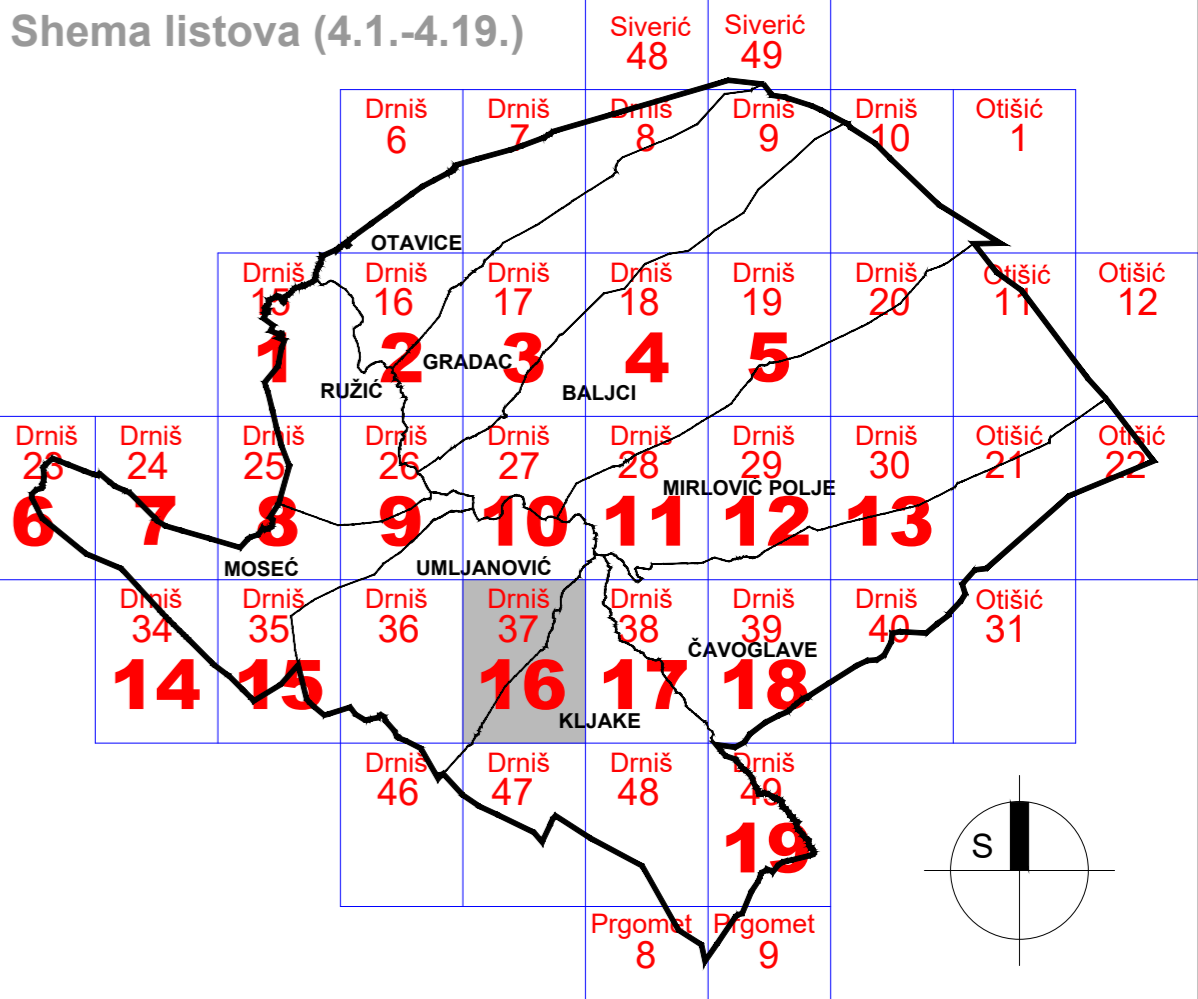 Shema listova (4.1.-4.19.)
Siverić
48
Siverić
49
Drniš
6
Drniš
7
Drniš
8
Drniš
9
Drniš
10
Otišić
1
OTAVICE
Drniš
15
1
Drniš
16
2
Drniš
17
3
Drniš
18
4
Drniš
19
5
Drniš
20
Otišić
11
Otišić
12
RUŽIĆ
GRADAC
BALJCI
Drniš
23
6
Drniš
24
7
Drniš
25
8
Drniš
26
9
Drniš
27
10
Drniš
28
11
Drniš
29
12
Drniš
30
13
Otišić
21
Otišić
22
MIRLOVIĆ POLJE
MOSEĆ
UMLJANOVIĆ
Drniš
34
14
Drniš
35
15
Drniš
36
Drniš
37
16
Drniš
38
17
Drniš
39
18
Drniš
40
Otišić
31
ČAVOGLAVE
KLJAKE
Drniš
46
Drniš
47
Drniš
48
Drniš
49
19
S
Prgomet
8
Prgomet
9